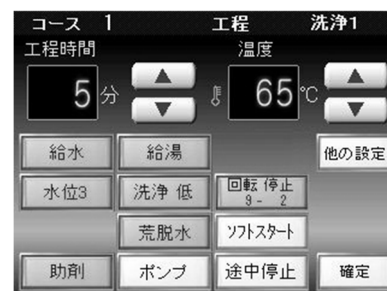 コース 1 工程 洗浄1
工程時間 温度
5分 65℃
給水 給湯 他の設定
水位3 洗浄 低 回転 停止
9- 2
荒脱水 ソフトスタート
助剤 ポンプ 途中停止 確定